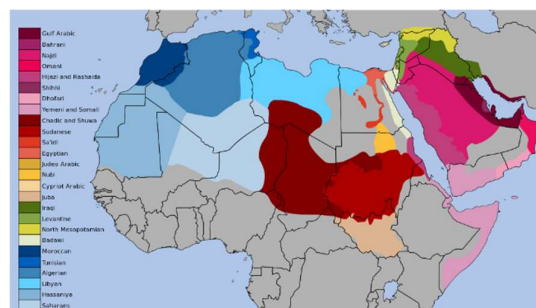 Gulf Arabic
Bahrani
Najdi
Omani
Hijazi and Rashaida
Shihhi
Dhofari
Yemeni and Somali
Chadic and Shuwa
Sudanese
Sa'idi
Egyptian
Judeo Arabic
Nubi
Cypriot Arabic
Juba
Iraqi
Levantine
North Mesopotamian
Badawi
Moroccan
Tunisian
Algerian
Libyan
Hassaniya
Saharan